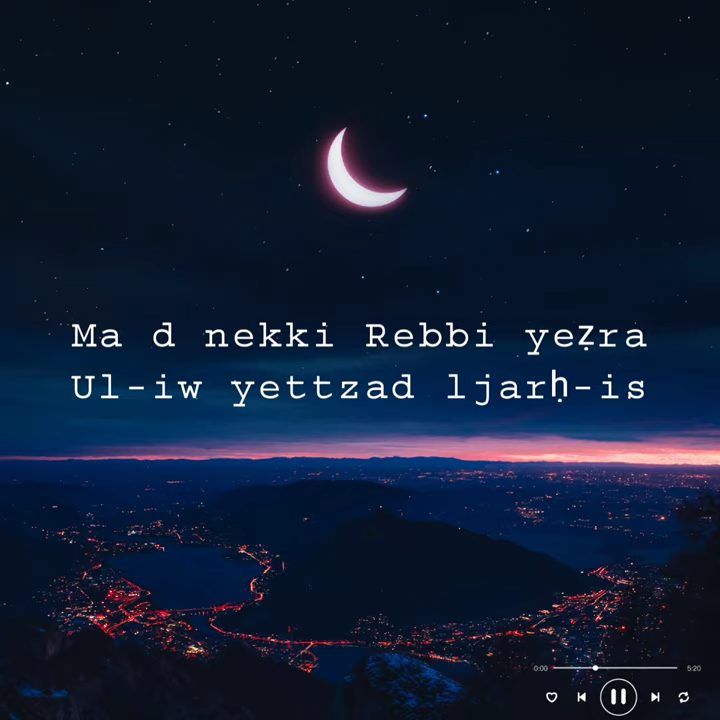 Ma d nekki Rebbi yeẓra
Ul-iw yettzad ljarḥ-is
0:00 5:20